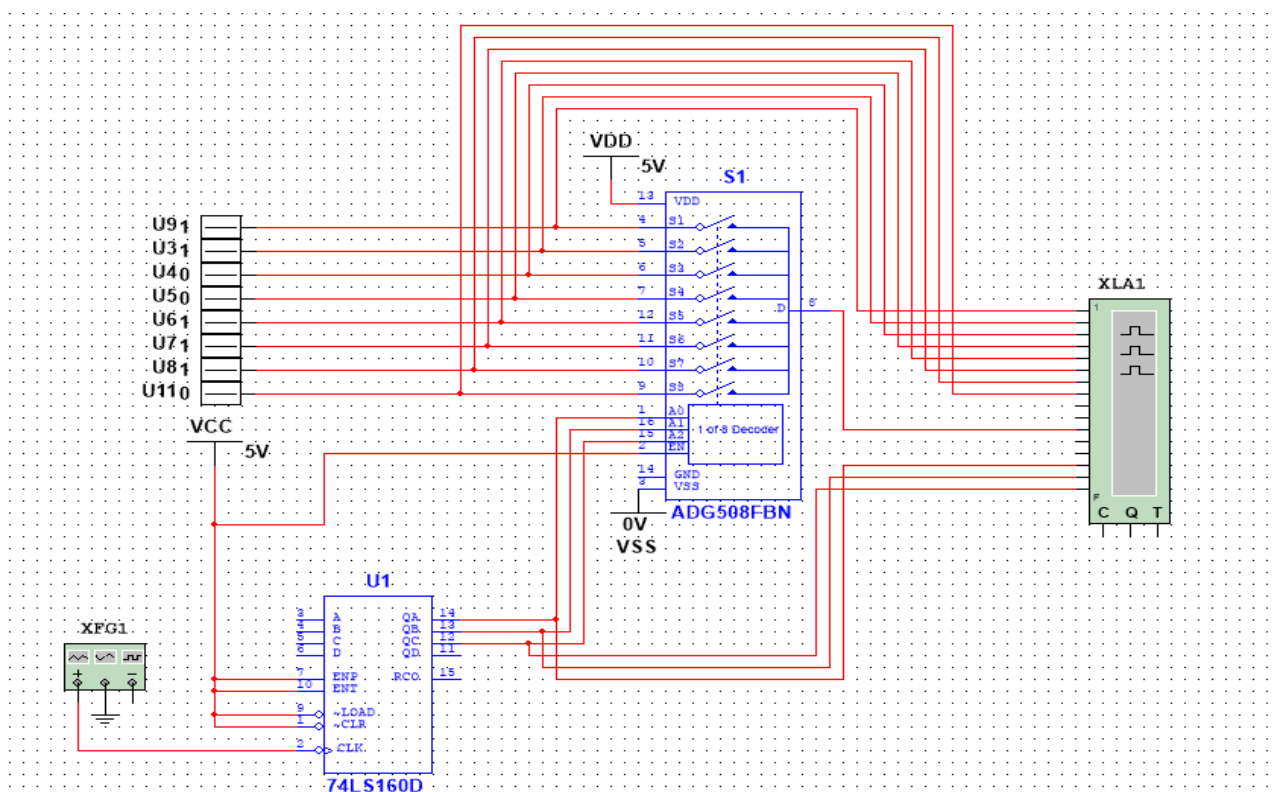 VDD
5V
S1
13 VDD
U9 1
4 S1
U3 1
5 S2
U4 0
6 S3
U5 0
7 S4
D 8
U6 1
12 S5
U7 1
11 S6
U8 1
10 S7
U11 0
9 S8
XLA1
1
F
C Q T
VCC
5V
1 A0
16 A1
15 A2
2 EN
1-of-8 Decoder
14 GND
3 VSS
ADG508FBN
0V
VSS
U1
3 A QA 14
4 B QB 13
5 C QC 12
6 D QD 11
7 ENP RCO 15
10 ENT
9 ~LOAD
1 ~CLR
2 CLK
74LS160D
XFG1
+ −